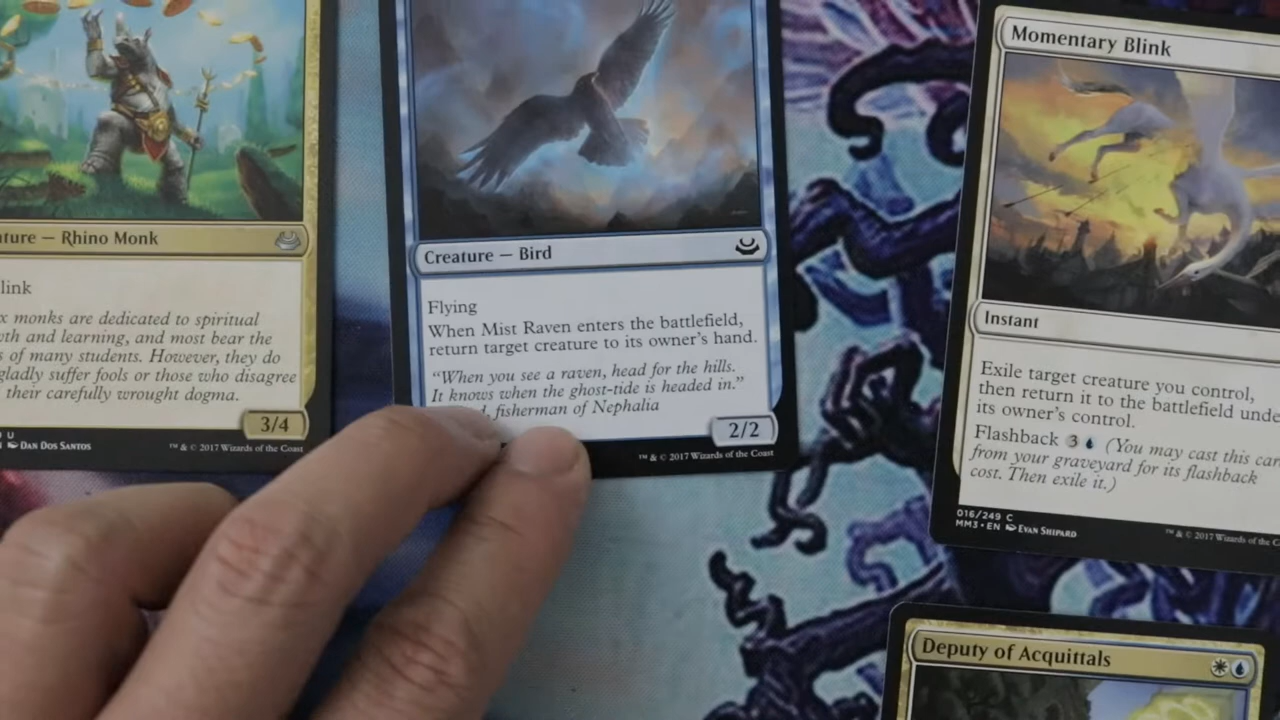 ature — Rhino Monk
link
x monks are dedicated to spiritual
th and learning, and most bear the
s of many students. However, they do
gladly suffer fools or those who disagree
their carefully wrought dogma.
3/4
U
DAN DOS SANTOS
™ & © 2017 Wizards of the Coast
Creature — Bird
Flying
When Mist Raven enters the battlefield,
return target creature to its owner's hand.
"When you see a raven, head for the hills.
It knows when the ghost-tide is headed in."
d, fisherman of Nephalia
2/2
™ & © 2017 Wizards of the Coast
Momentary Blink
Instant
Exile target creature you control,
then return it to the battlefield unde
its owner's control.
Flashback 3 (You may cast this car
from your graveyard for its flashback
cost. Then exile it.)
016/249 C
MM3 • EN EVAN SHIPARD
™ & © 2017 Wizards of the C
Deputy of Acquittals